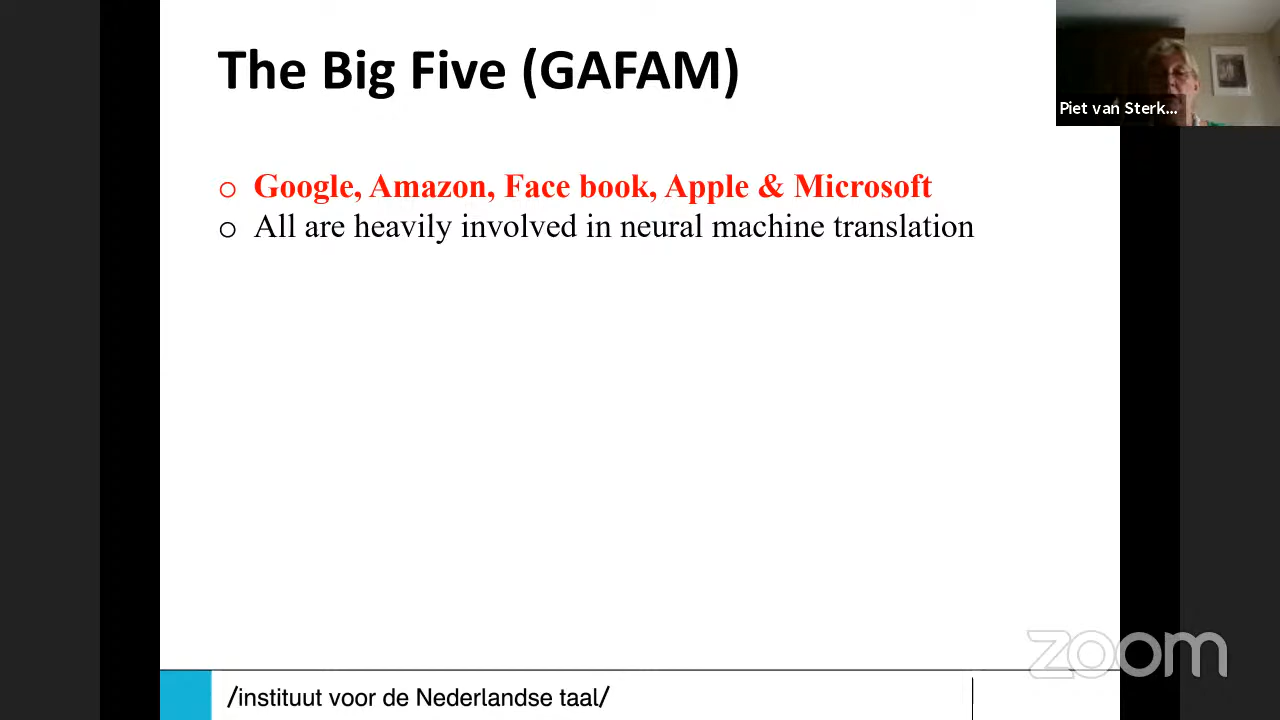 The Big Five (GAFAM)
Piet van Sterk...
o Google, Amazon, Face book, Apple & Microsoft
o All are heavily involved in neural machine translation
zoom
/instituut voor de Nederlandse taal/